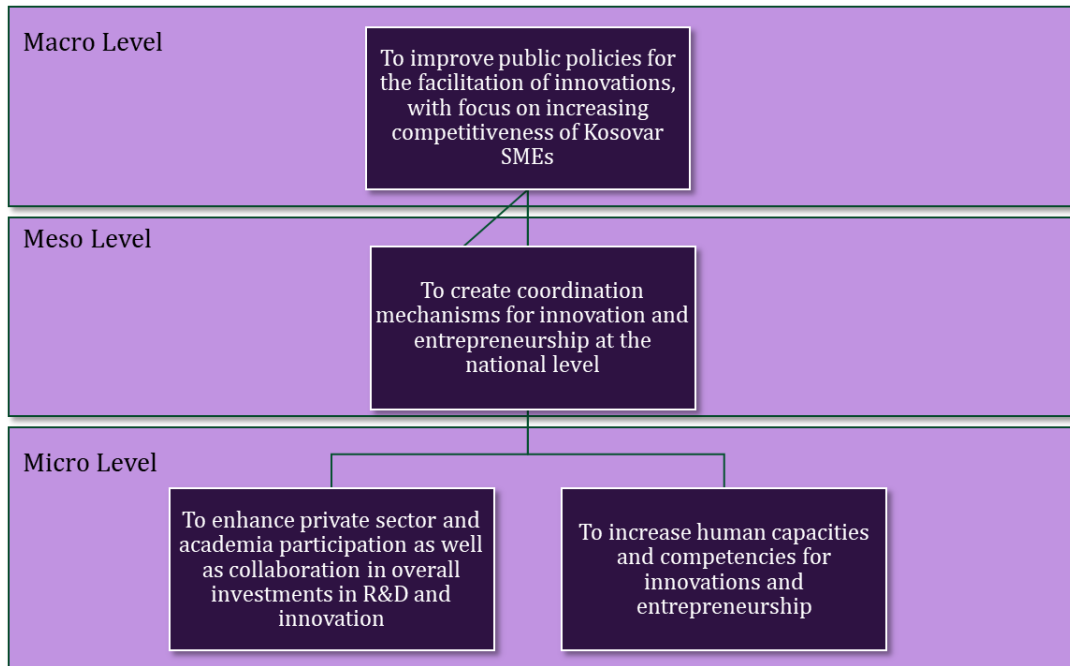 Macro Level
To improve public policies for
the facilitation of innovations,
with focus on increasing
competitiveness of Kosovar
SMEs
Meso Level
To create coordination
mechanisms for innovation and
entrepreneurship at the
national level
Micro Level
To enhance private sector and
academia participation as well
as collaboration in overall
investments in R&D and
innovation
To increase human capacities
and competencies for
innovations and
entrepreneurship